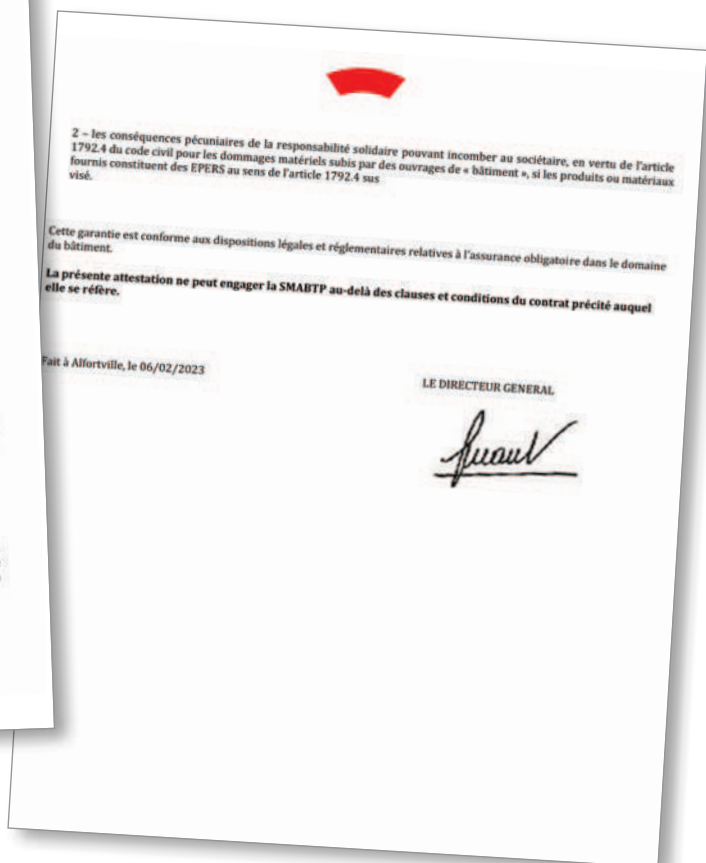 2 – les conséquences pécuniaires de la responsabilité solidaire pouvant incomber au sociétaire, en vertu de l'article
1792.4 du code civil pour les dommages matériels subis par des ouvrages de « bâtiment », si les produits ou matériaux
fournis constituent des EPERS au sens de l'article 1792.4 sus
visé.
Cette garantie est conforme aux dispositions légales et réglementaires relatives à l'assurance obligatoire dans le domaine
du bâtiment.
La présente attestation ne peut engager la SMABTP au-delà des clauses et conditions du contrat précité auquel
elle se réfère.
Fait à Alfortville, le 06/02/2023
LE DIRECTEUR GENERAL